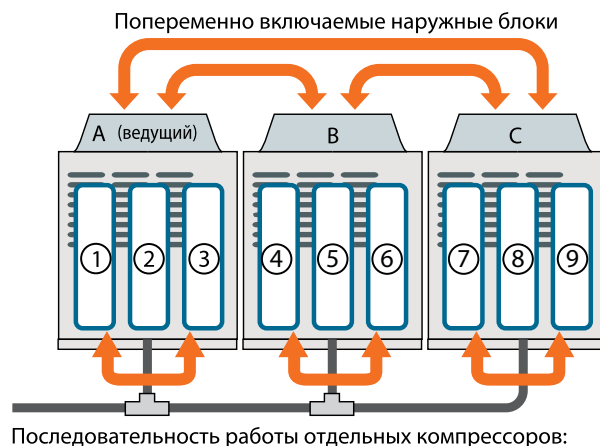 Попеременно включаемые наружные блоки
A (ведущий) B C
1 2 3 4 5 6 7 8 9
Последовательность работы отдельных компрессоров: